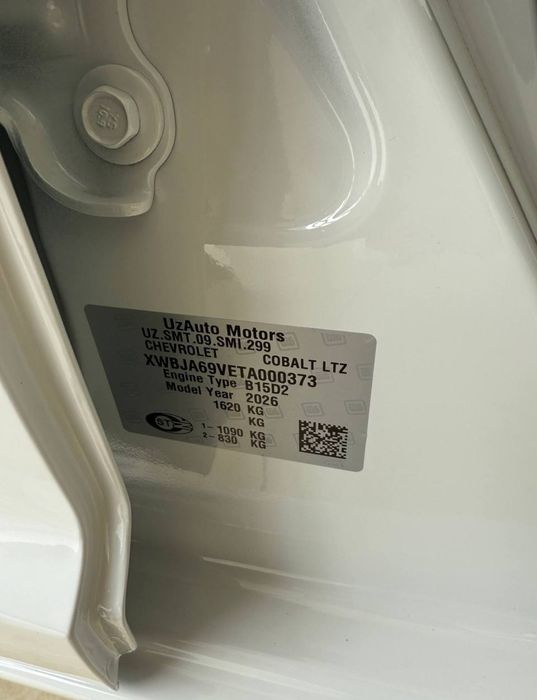 UzAuto Motors
UZ.SMT.09.SMI.299
CHEVROLET COBALT LTZ
XWBJA69VETA000373
Engine Type B15D2
Model Year 2026
1620 KG
KG
1- 1090 KG
2- 830 KG